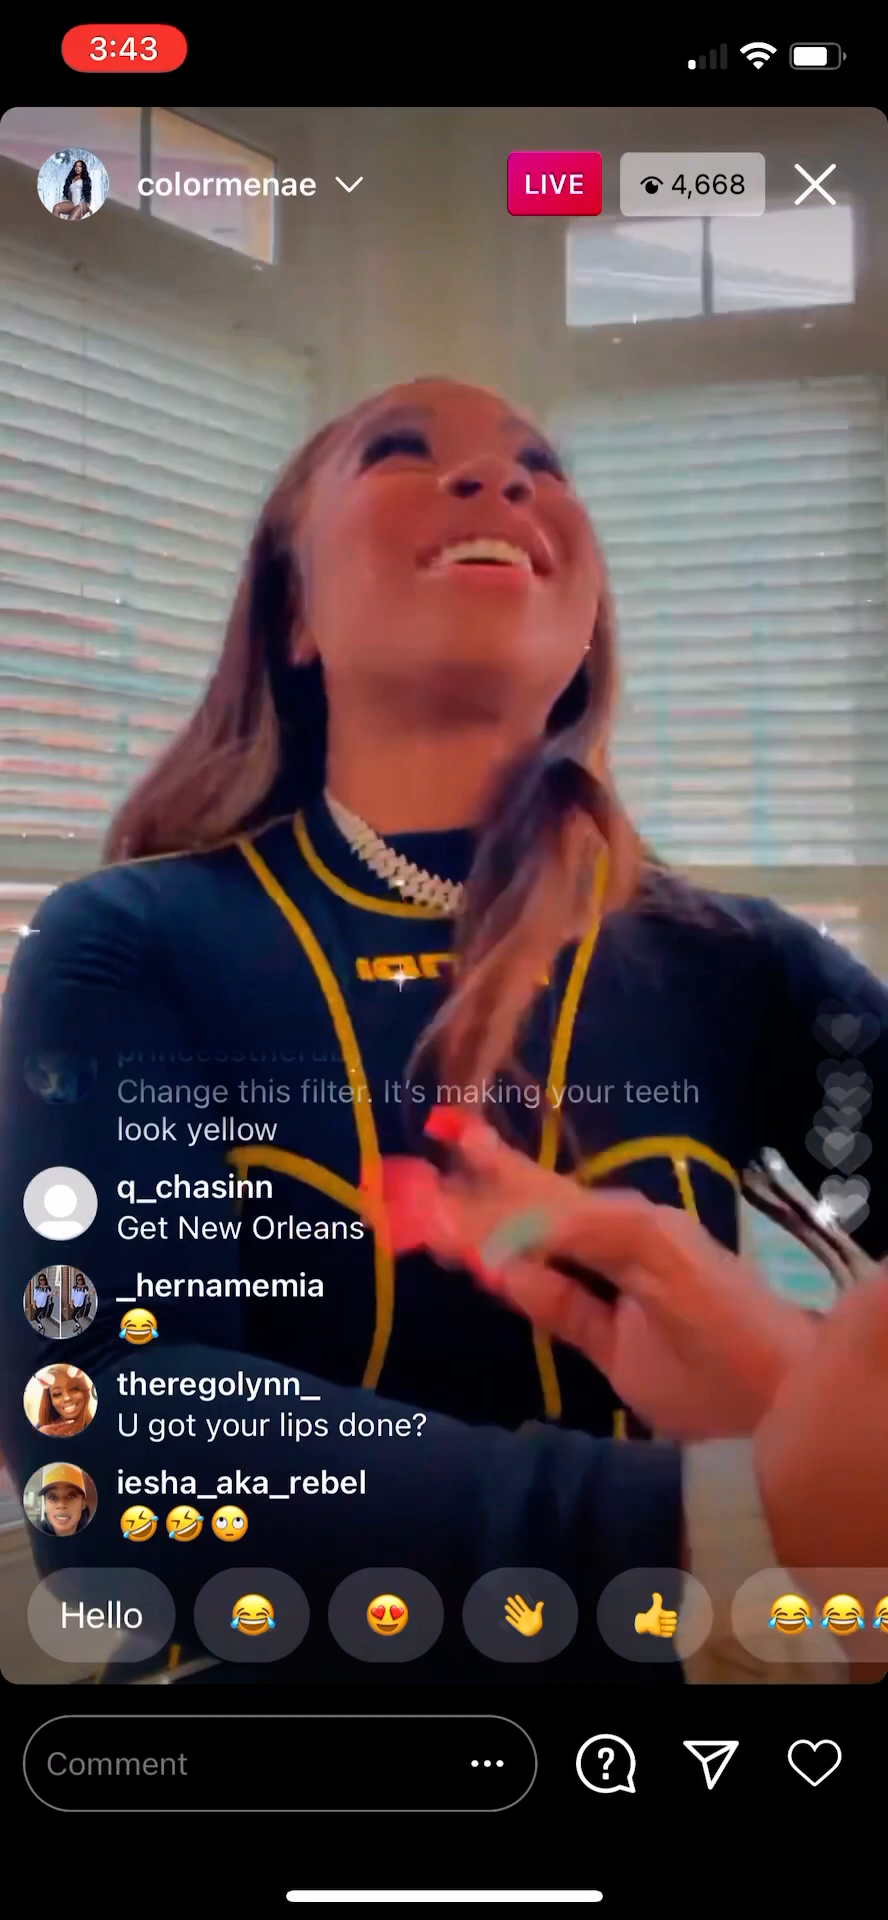 3:43
colormenae
LIVE
4,668
Change this filter. It's making your teeth
look yellow
q_chasinn
Get New Orleans
_hernamemia
😂
theregolynn_
U got your lips done?
iesha_aka_rebel
🤣🤣🙄
Hello
Comment